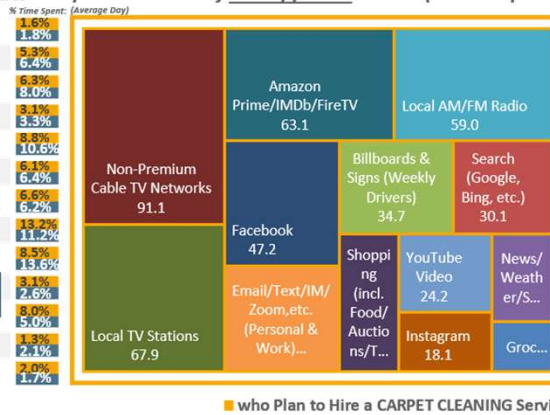 % Time Spent: (Average Day)
1.6%
1.8%
5.3%
6.4%
6.3%
8.0%
3.1%
3.3%
8.8%
10.6%
6.1%
6.4%
6.6%
6.2%
13.2%
11.2%
8.5%
13.6%
3.1%
2.6%
8.0%
5.0%
1.3%
2.1%
2.0%
1.7%
Non-Premium
Cable TV Networks
91.1
Local TV Stations
67.9
Amazon
Prime/IMDb/FireTV
63.1
Local AM/FM Radio
59.0
Facebook
47.2
Billboards &
Signs (Weekly
Drivers)
34.7
Search
(Google,
Bing, etc.)
30.1
Email/Text/IM/
Zoom,etc.
(Personal &
Work)...
Shoppi
ng
(incl.
Food/
Auctio
ns/T...
YouTube
Video
24.2
Instagram
18.1
News/
Weath
er/S...
Groc...
who Plan to Hire a CARPET CLEANING Servi